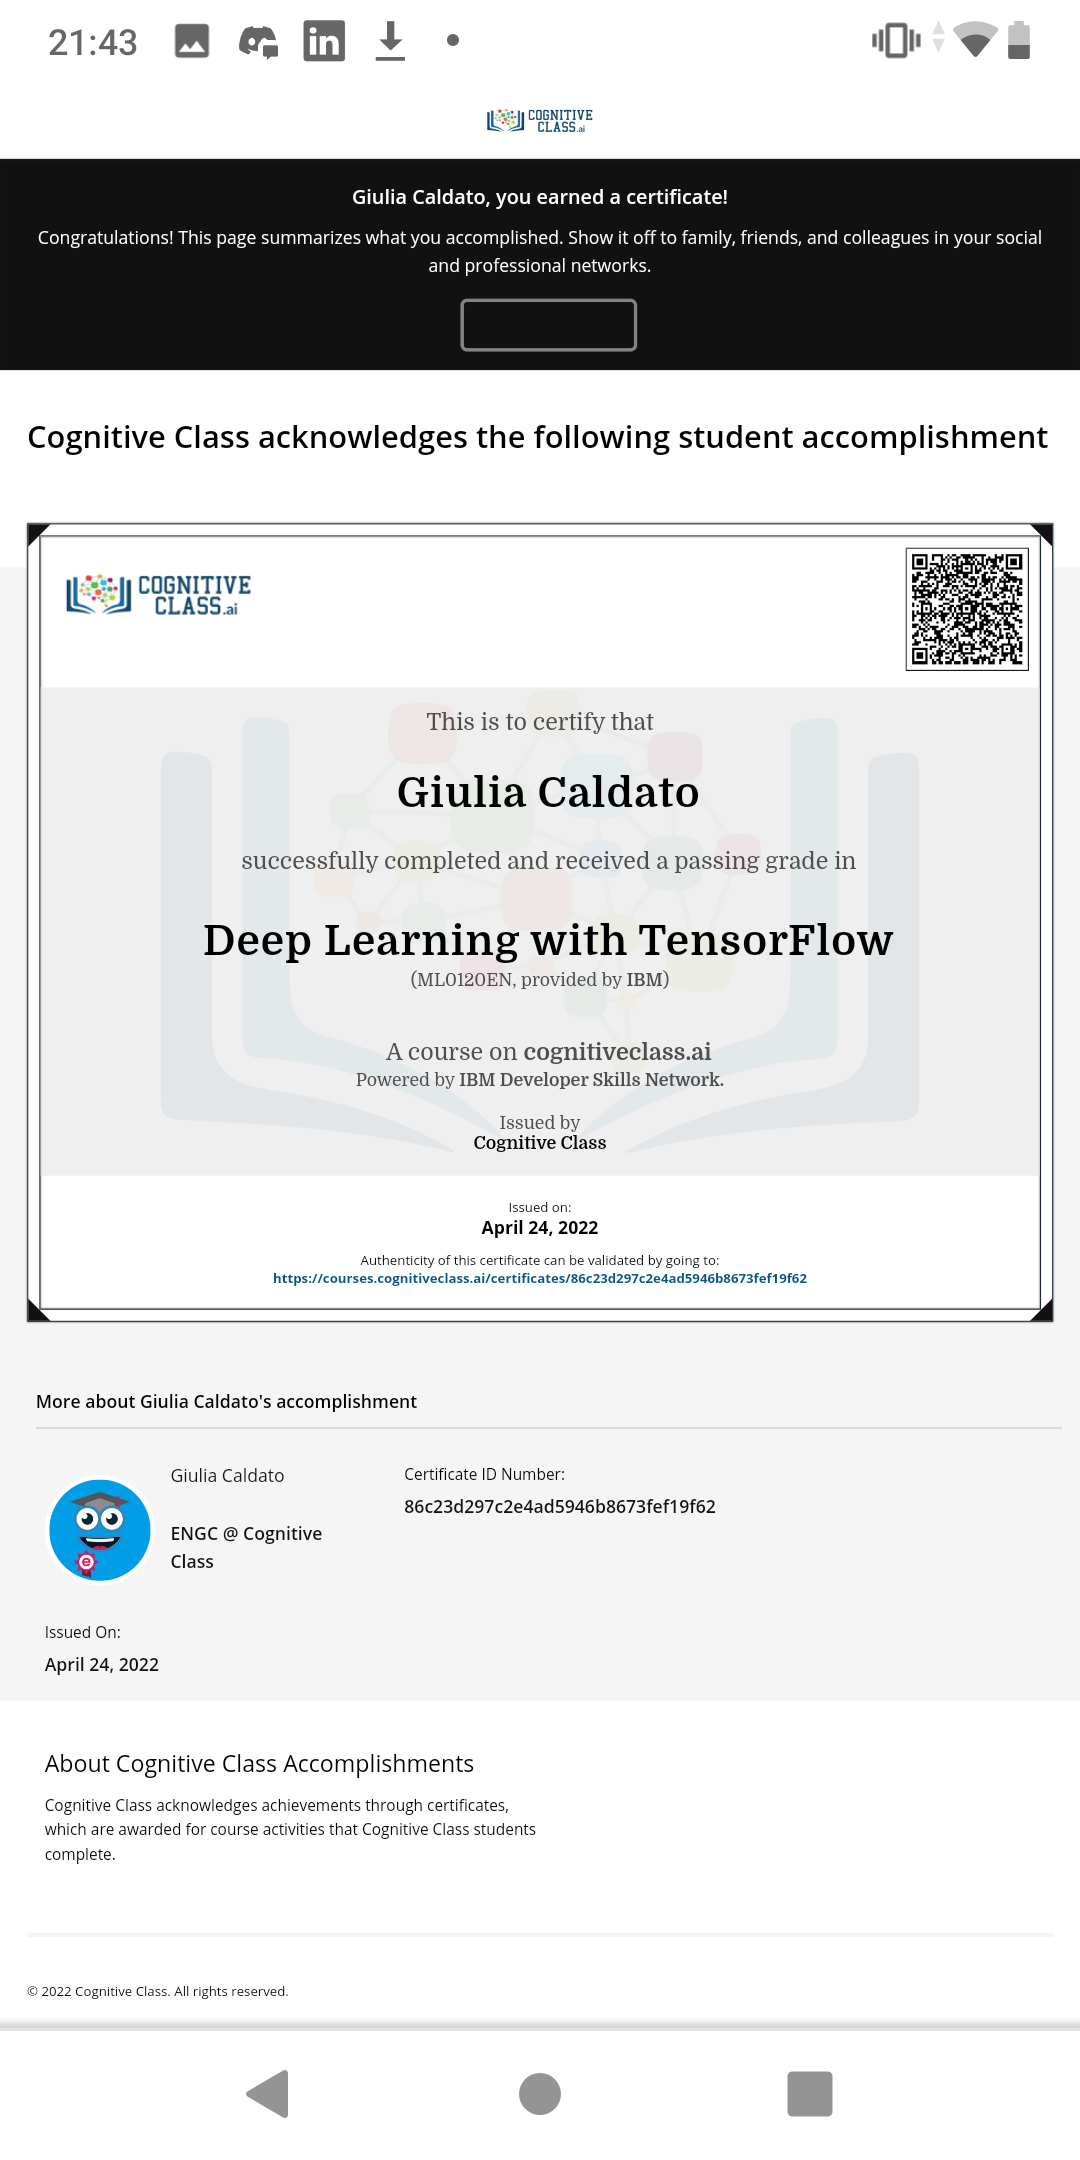 21:43
COGNITIVE
CLASS.ai
Giulia Caldato, you earned a certificate!
Congratulations! This page summarizes what you accomplished. Show it off to family, friends, and colleagues in your social
and professional networks.
Cognitive Class acknowledges the following student accomplishment
COGNITIVE
CLASS.ai
This is to certify that
Giulia Caldato
successfully completed and received a passing grade in
Deep Learning with TensorFlow
(ML0120EN, provided by IBM)
A course on cognitiveclass.ai
Powered by IBM Developer Skills Network.
Issued by
Cognitive Class
Issued on:
April 24, 2022
Authenticity of this certificate can be validated by going to:
https://courses.cognitiveclass.ai/certificates/86c23d297c2e4ad5946b8673fef19f62
More about Giulia Caldato's accomplishment
Giulia Caldato
ENGC @ Cognitive
Class
Certificate ID Number:
86c23d297c2e4ad5946b8673fef19f62
Issued On:
April 24, 2022
About Cognitive Class Accomplishments
Cognitive Class acknowledges achievements through certificates,
which are awarded for course activities that Cognitive Class students
complete.
© 2022 Cognitive Class. All rights reserved.